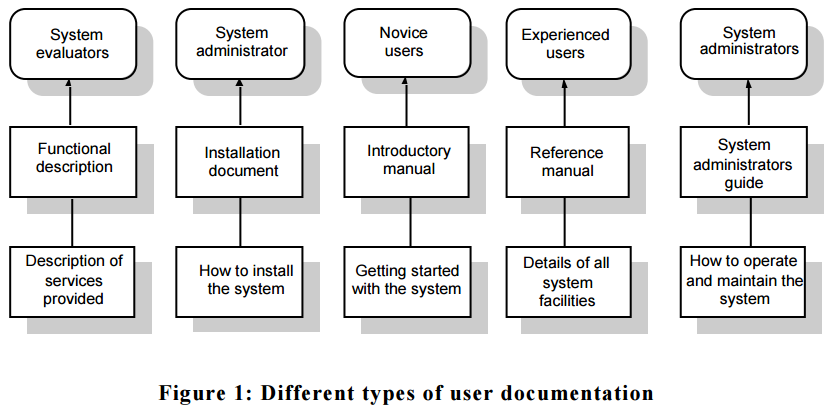 System
evaluators
System
administrator
Novice
users
Experienced
users
System
administrators
Functional
description
Installation
document
Introductory
manual
Reference
manual
System
administrators
guide
Description of
services
provided
How to install
the system
Getting started
with the system
Details of all
system
facilities
How to operate
and maintain the
system
Figure 1: Different types of user documentation